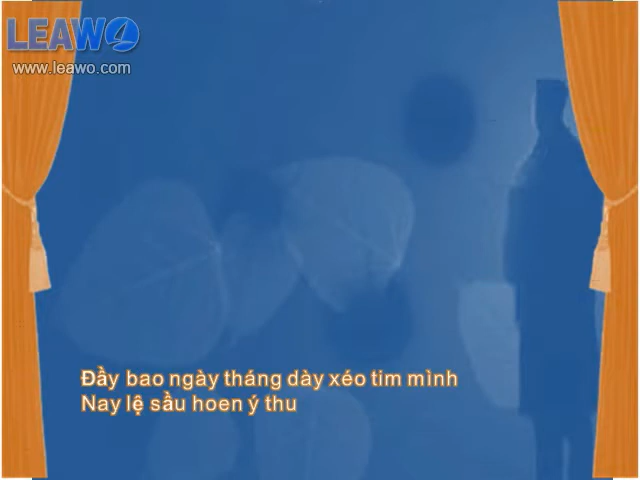 LEAWO
www.leawo.com
Đầy bao ngày tháng dày xéo tim mình
Nay lệ sầu hoen ý thu